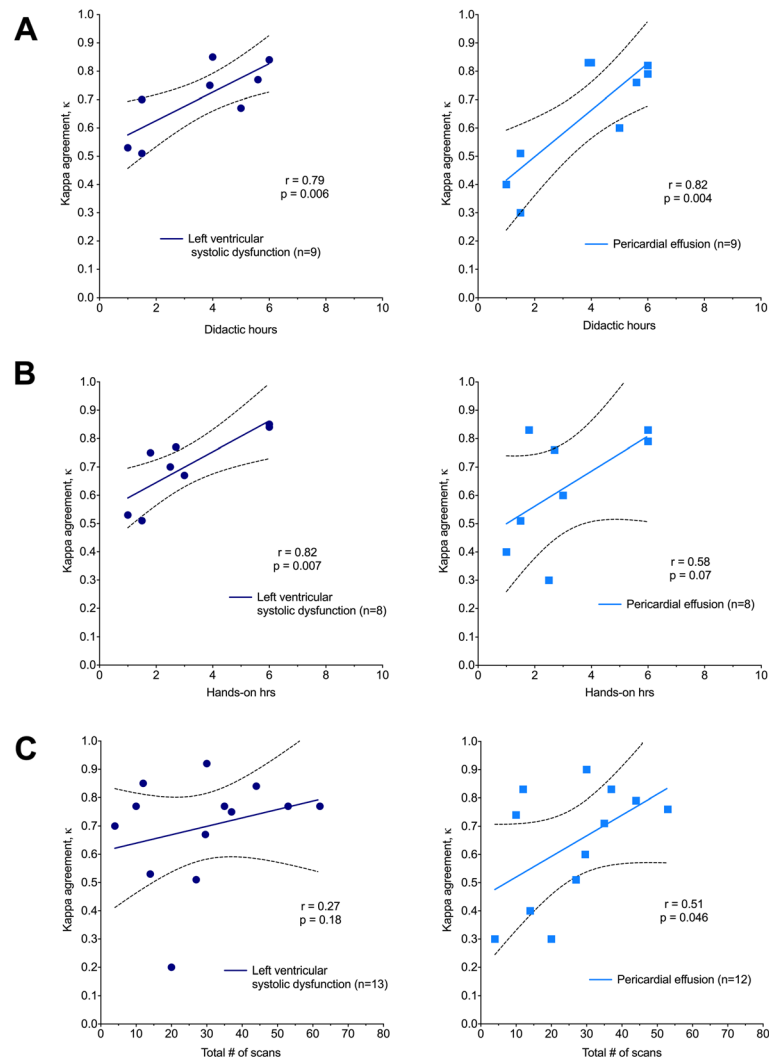 A
Kappa agreement, κ
1.0
0.9
0.8
0.7
0.6
0.5
0.4
0.3
0.2
0.1
0.0
0 2 4 6 8 10
Didactic hours
r = 0.79
p = 0.006
Left ventricular
systolic dysfunction (n=9)
Kappa agreement, κ
1.0
0.9
0.8
0.7
0.6
0.5
0.4
0.3
0.2
0.1
0.0
0 2 4 6 8 10
Didactic hours
r = 0.82
p = 0.004
Pericardial effusion (n=9)
B
Kappa agreement, κ
1.0
0.9
0.8
0.7
0.6
0.5
0.4
0.3
0.2
0.1
0.0
0 2 4 6 8 10
Hands-on hrs
r = 0.82
p = 0.007
Left ventricular
systolic dysfunction (n=8)
Kappa agreement, κ
1.0
0.9
0.8
0.7
0.6
0.5
0.4
0.3
0.2
0.1
0.0
0 2 4 6 8 10
Hands-on hrs
r = 0.58
p = 0.07
Pericardial effusion (n=8)
C
Kappa agreement, κ
1.0
0.9
0.8
0.7
0.6
0.5
0.4
0.3
0.2
0.1
0.0
0 10 20 30 40 50 60 70 80
Total # of scans
r = 0.27
p = 0.18
Left ventricular
systolic dysfunction (n=13)
Kappa agreement, κ
1.0
0.9
0.8
0.7
0.6
0.5
0.4
0.3
0.2
0.1
0.0
0 10 20 30 40 50 60 70 80
Total # of scans
r = 0.51
p = 0.046
Pericardial effusion (n=12)